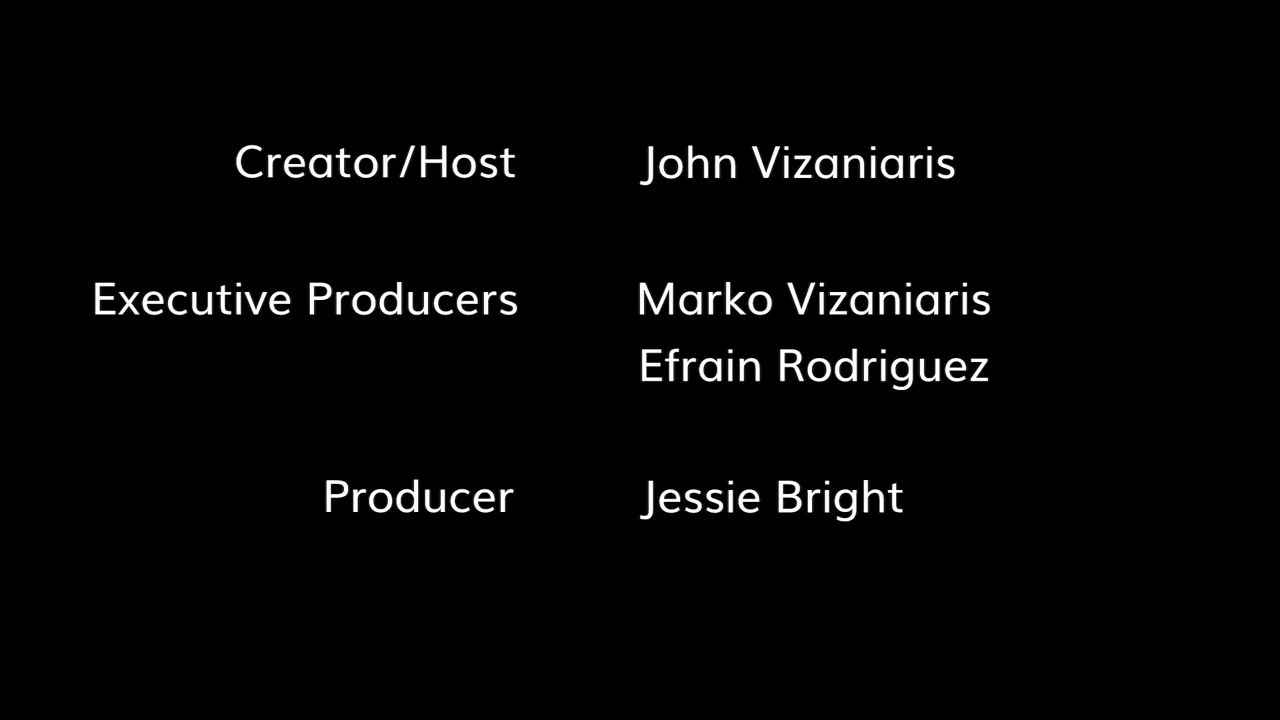 Creator/Host John Vizaniaris
Executive Producers Marko Vizaniaris
Efrain Rodriguez
Producer Jessie Bright